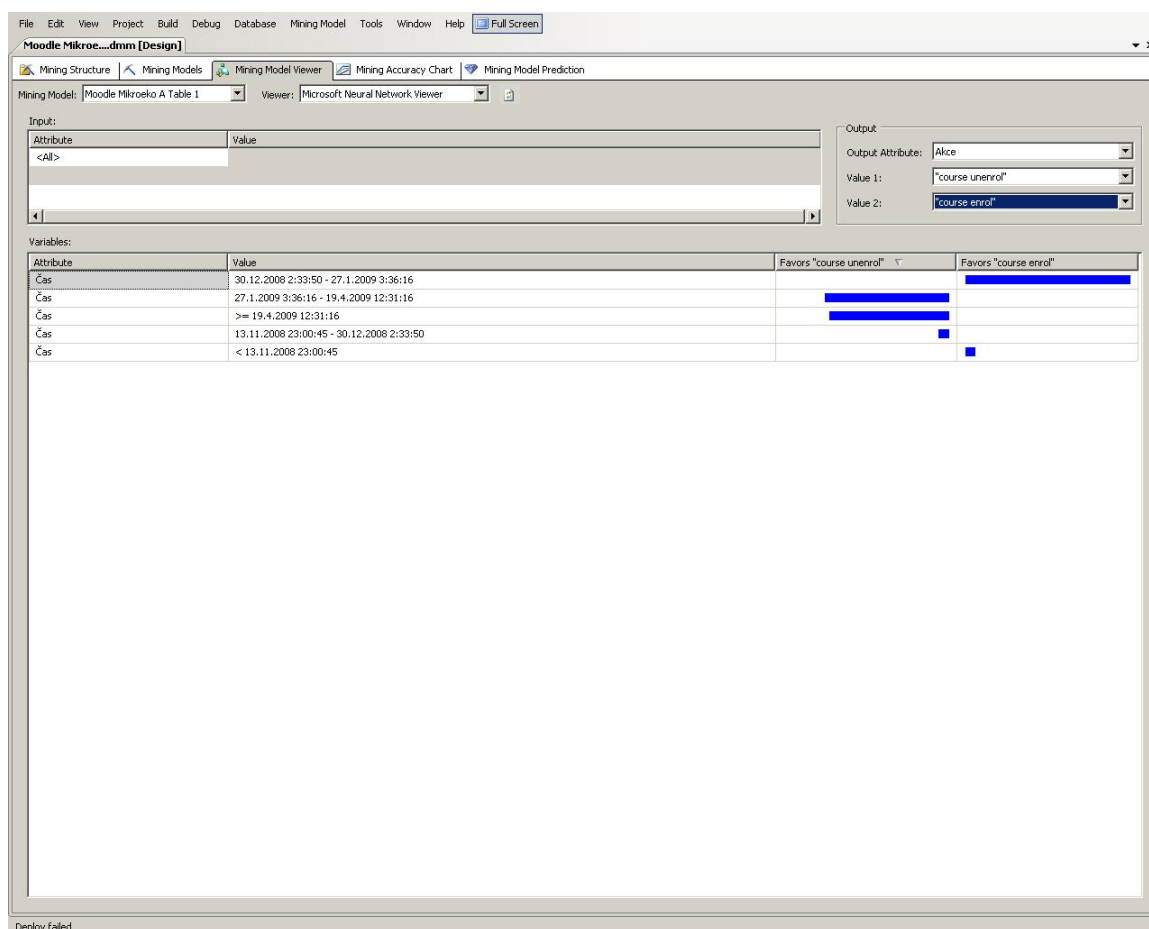 File Edit View Project Build Debug Database Mining Model Tools Window Help Full Screen
Moodle Mikroe....dmm [Design]
Mining Structure Mining Models Mining Model Viewer Mining Accuracy Chart Mining Model Prediction
Mining Model: Moodle Mikroeko A Table 1 Viewer: Microsoft Neural Network Viewer
Input:
Attribute Value
<All>
Output
Output Attribute: Akce
Value 1: "course unenrol"
Value 2: "course enrol"
Variables:
Attribute Value Favors "course unenrol" Favors "course enrol"
Čas 30.12.2008 2:33:50 - 27.1.2009 3:36:16
Čas 27.1.2009 3:36:16 - 19.4.2009 12:31:16
Čas >= 19.4.2009 12:31:16
Čas 13.11.2008 23:00:45 - 30.12.2008 2:33:50
Čas < 13.11.2008 23:00:45
Deploy failed